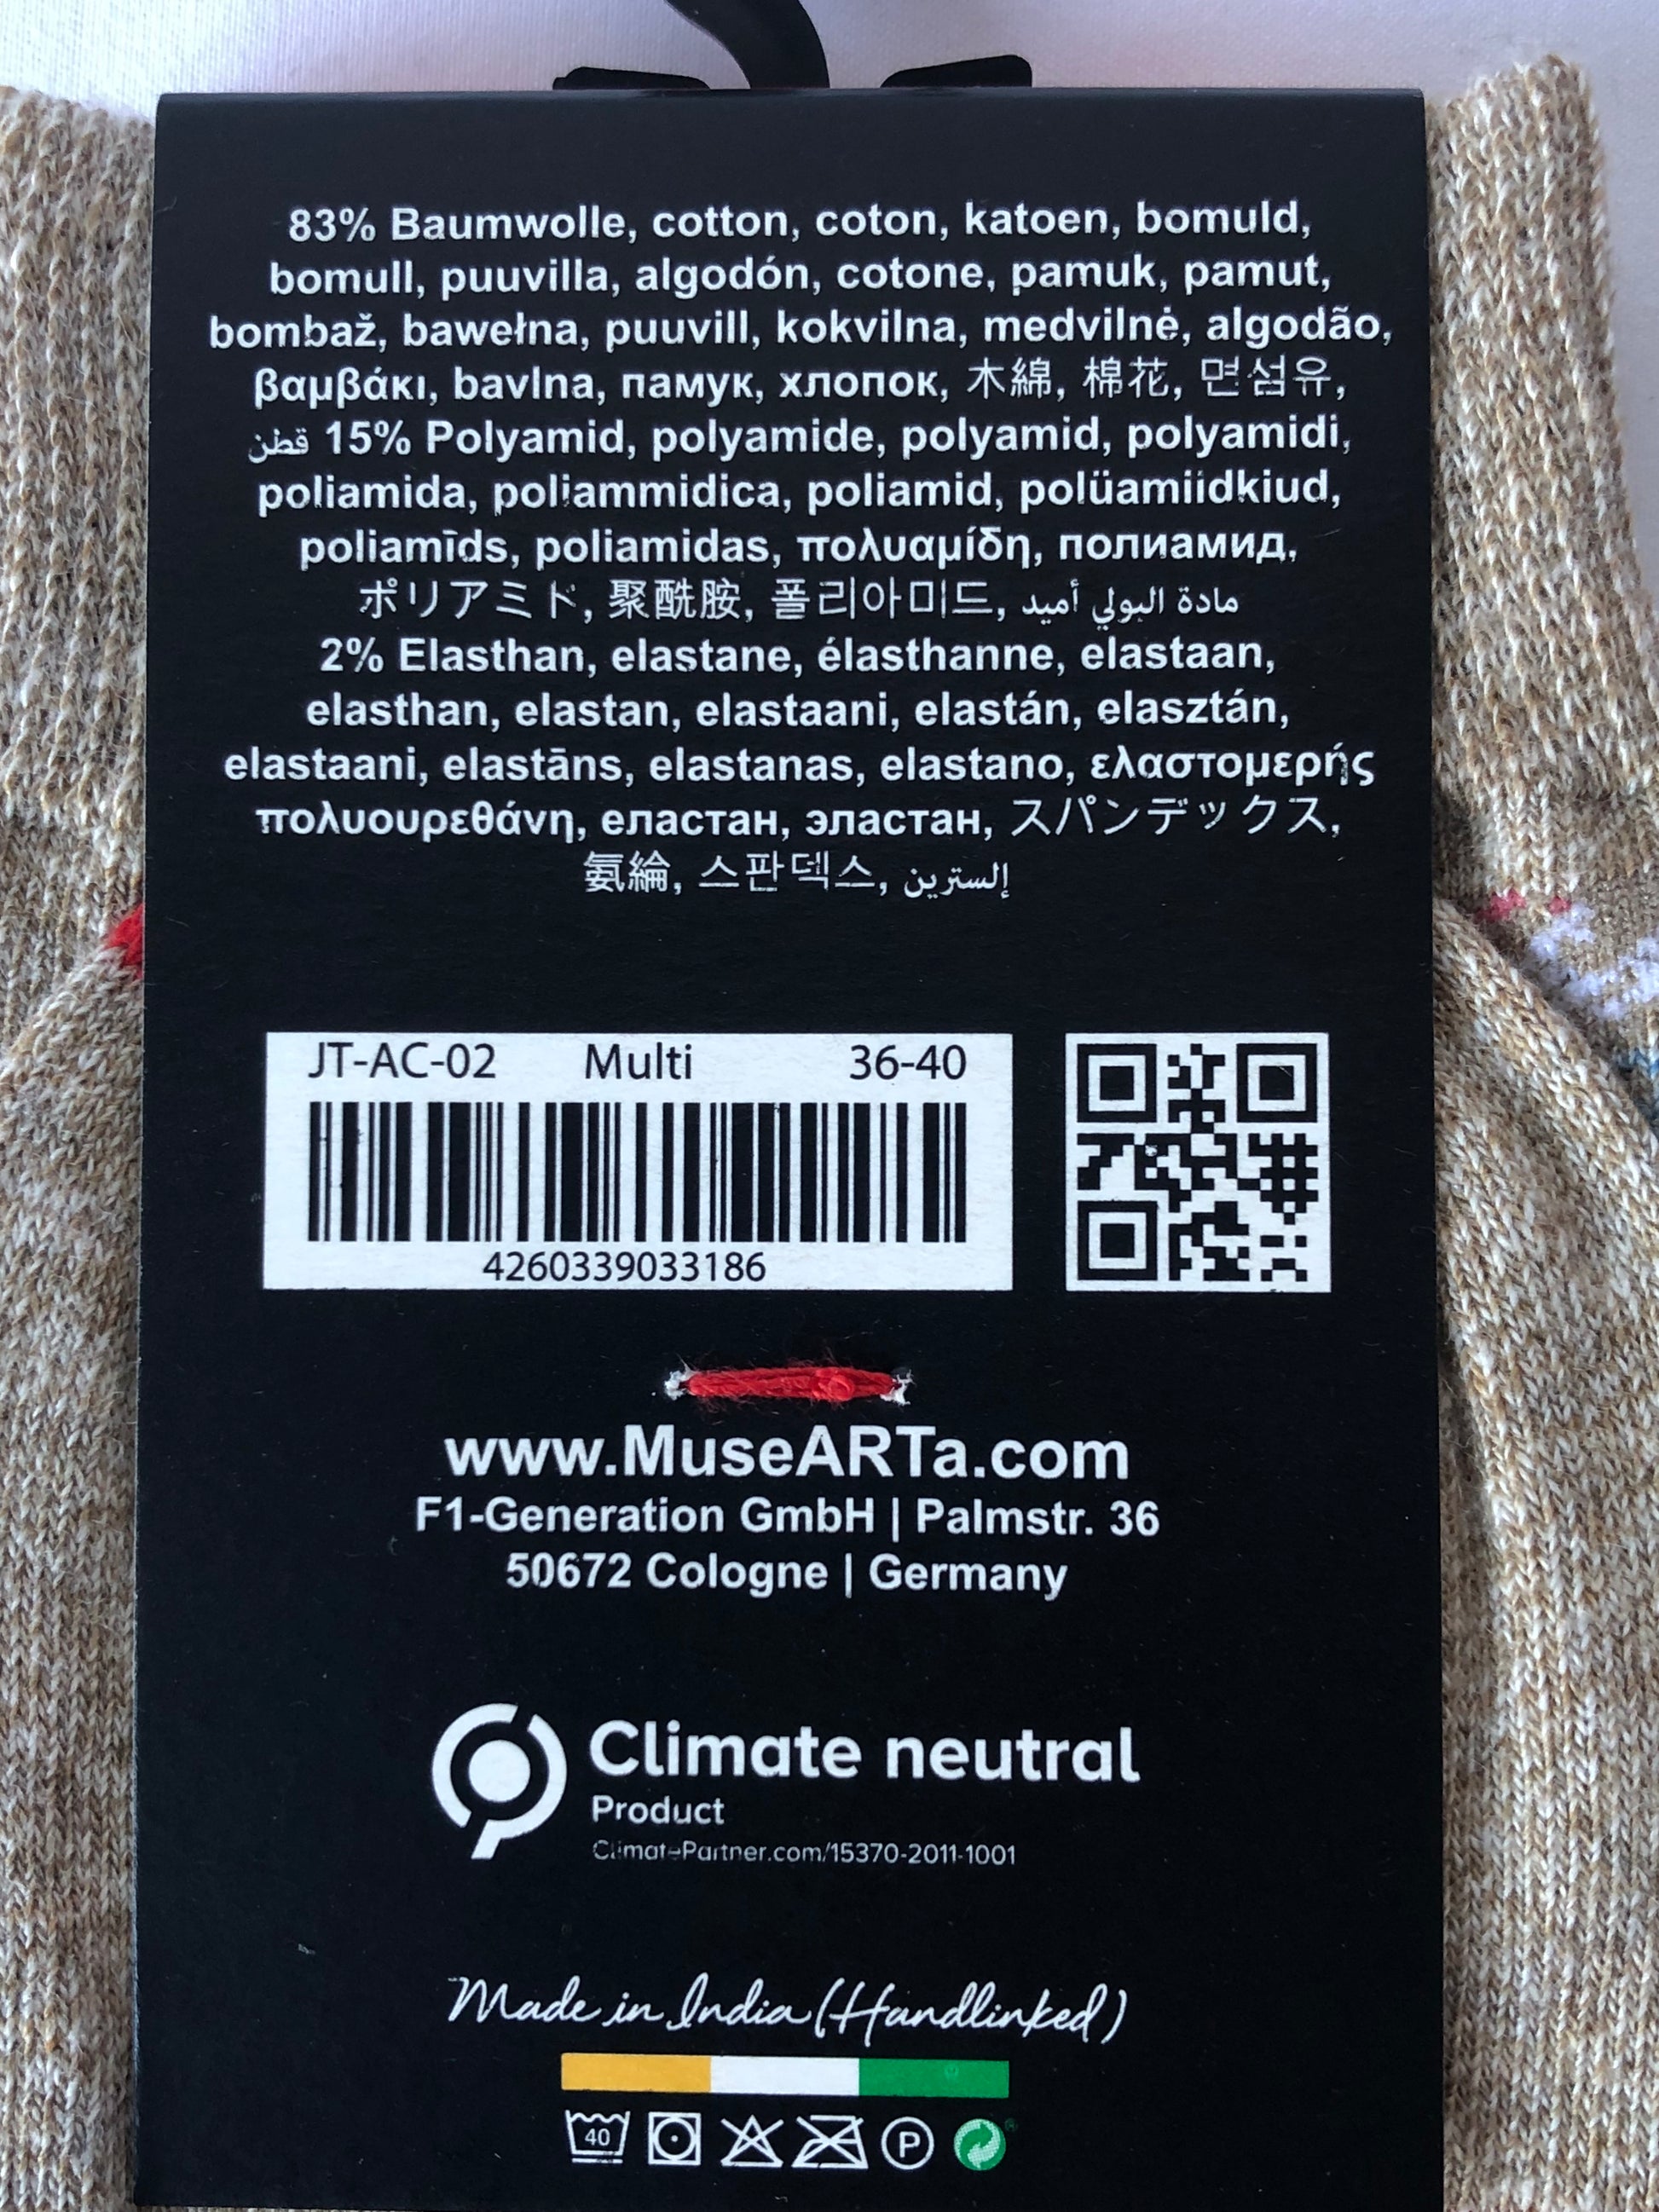 83% Baumwolle, cotton, coton, katoen, bomuld,
bomull, puuvilla, algodón, cotone, pamuk, pamut,
bombaž, bawełna, puuvill, kokvilna, medvilnė, algodão,
βαμβάκι, bavlna, памук, хлопок, 木綿, 棉花, 면섬유,
قطن 15% Polyamid, polyamide, polyamid, polyamidi,
poliamida, poliammidica, poliamid, polüamiidkiud,
poliamīds, poliamidas, πολυαμίδη, полиамид,
ポリアミド, 聚酰胺, 폴리아미드, مادة البولي أميد
2% Elasthan, elastane, élasthanne, elastaan,
elasthan, elastan, elastaani, elastán, elasztán,
elastaani, elastāns, elastanas, elastano, ελαστομερής
πολυουρεθάνη, еластан, эластан, スパンデックス,
氨綸, 스판덱스, إلسترين
JT-AC-02 Multi 36-40
4260339033186
www.MuseARTa.com
F1-Generation GmbH | Palmstr. 36
50672 Cologne | Germany
Climate neutral
Product
ClimatePartner.com/15370-2011-1001
Made in India (Handlinked)
40 P